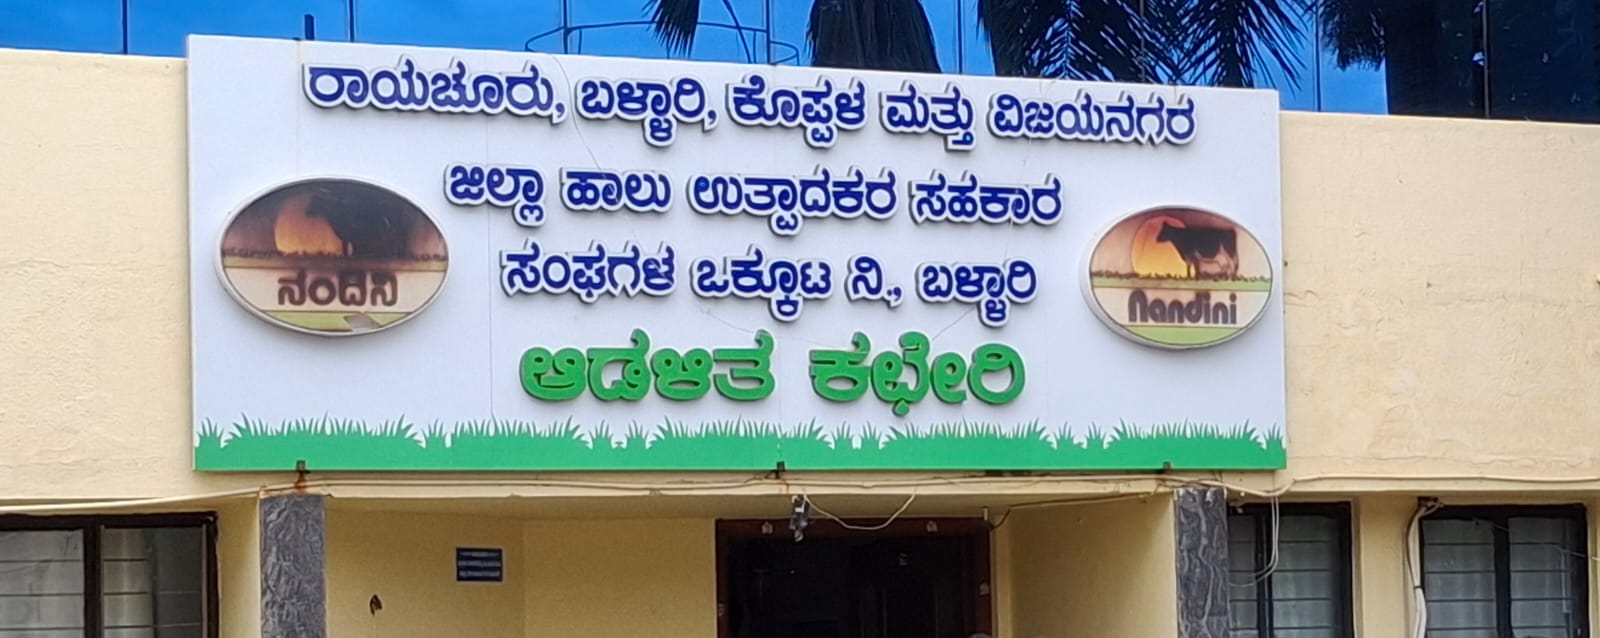 ರಾಯಚೂರು, ಬಳ್ಳಾರಿ, ಕೊಪ್ಪಳ ಮತ್ತು ವಿಜಯನಗರ
ಜಿಲ್ಲಾ ಹಾಲು ಉತ್ಪಾದಕರ ಸಹಕಾರ
ಸಂಘಗಳ ಒಕ್ಕೂಟ ನಿ., ಬಳ್ಳಾರಿ
ಆಡಳಿತ ಕಛೇರಿ
ನಂದಿನಿ
Nandini